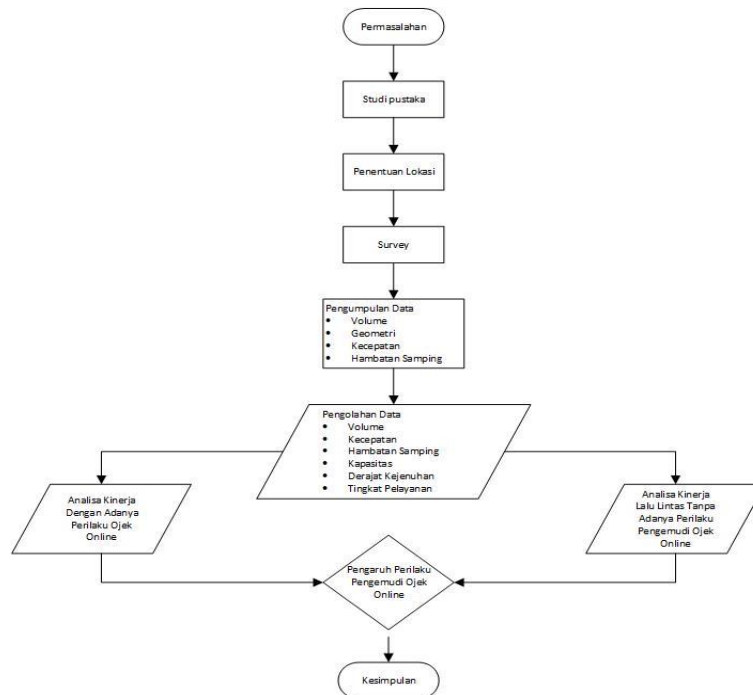 Permasalahan
Studi pustaka
Penentuan Lokasi
Survey
Pengumpulan Data
• Volume
• Geometri
• Kecepatan
• Hambatan Samping
Pengolahan Data
• Volume
• Kecepatan
• Hambatan Samping
• Kapasitas
• Derajat Kejenuhan
• Tingkat Pelayanan
Analisa Kinerja
Dengan Adanya
Perilaku Ojek
Online
Analisa Kinerja
Lalu Lintas Tanpa
Adanya Perilaku
Pengemudi Ojek
Online
Pengaruh Perilaku
Pengemudi Ojek
Online
Kesimpulan